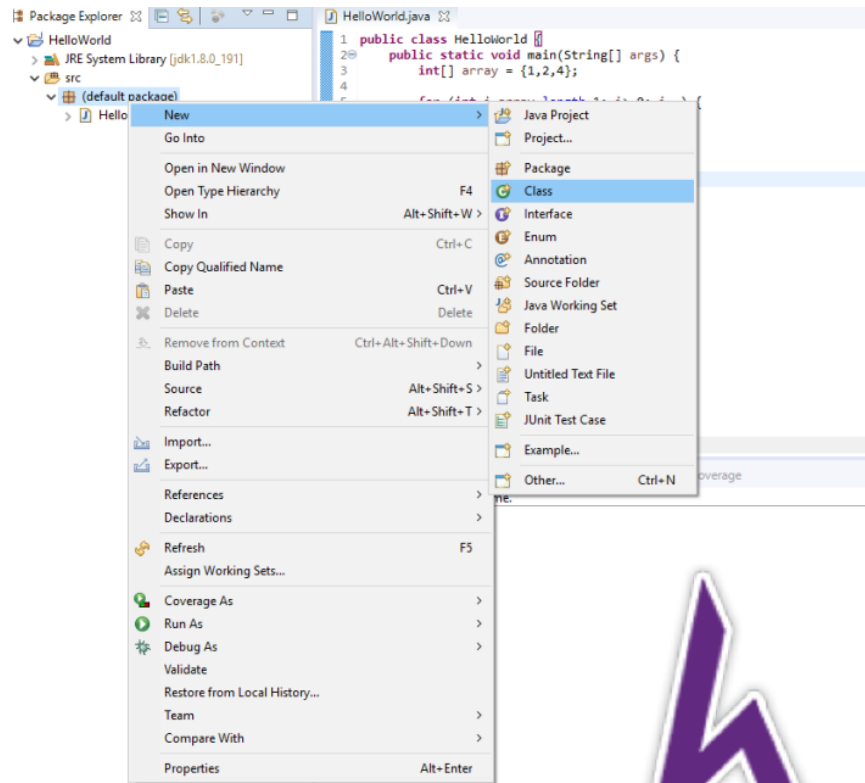 Package Explorer
HelloWorld.java
HelloWorld
JRE System Library [jdk1.8.0_191]
src
(default package)
Hello
1 public class HelloWorld {
2 public static void main(String[] args) {
3 int[] array = {1,2,4};
4
New
Go Into
Open in New Window
Open Type Hierarchy F4
Show In Alt+Shift+W >
Copy Ctrl+C
Copy Qualified Name
Paste Ctrl+V
Delete Delete
Remove from Context Ctrl+Alt+Shift+Down
Build Path
Source Alt+Shift+S >
Refactor Alt+Shift+T >
Import...
Export...
References
Declarations
Refresh F5
Assign Working Sets...
Coverage As
Run As
Debug As
Validate
Restore from Local History...
Team
Compare With
Properties Alt+Enter
Java Project
Project...
Package
Class
Interface
Enum
Annotation
Source Folder
Java Working Set
Folder
File
Untitled Text File
Task
JUnit Test Case
Example...
Other... Ctrl+N
overage
me.